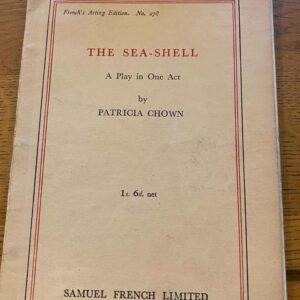 French's Acting Edition. No. 278
THE SEA-SHELL
A Play in One Act
by
PATRICIA CHOWN
1s. 6d. net
SAMUEL FRENCH LIMITED